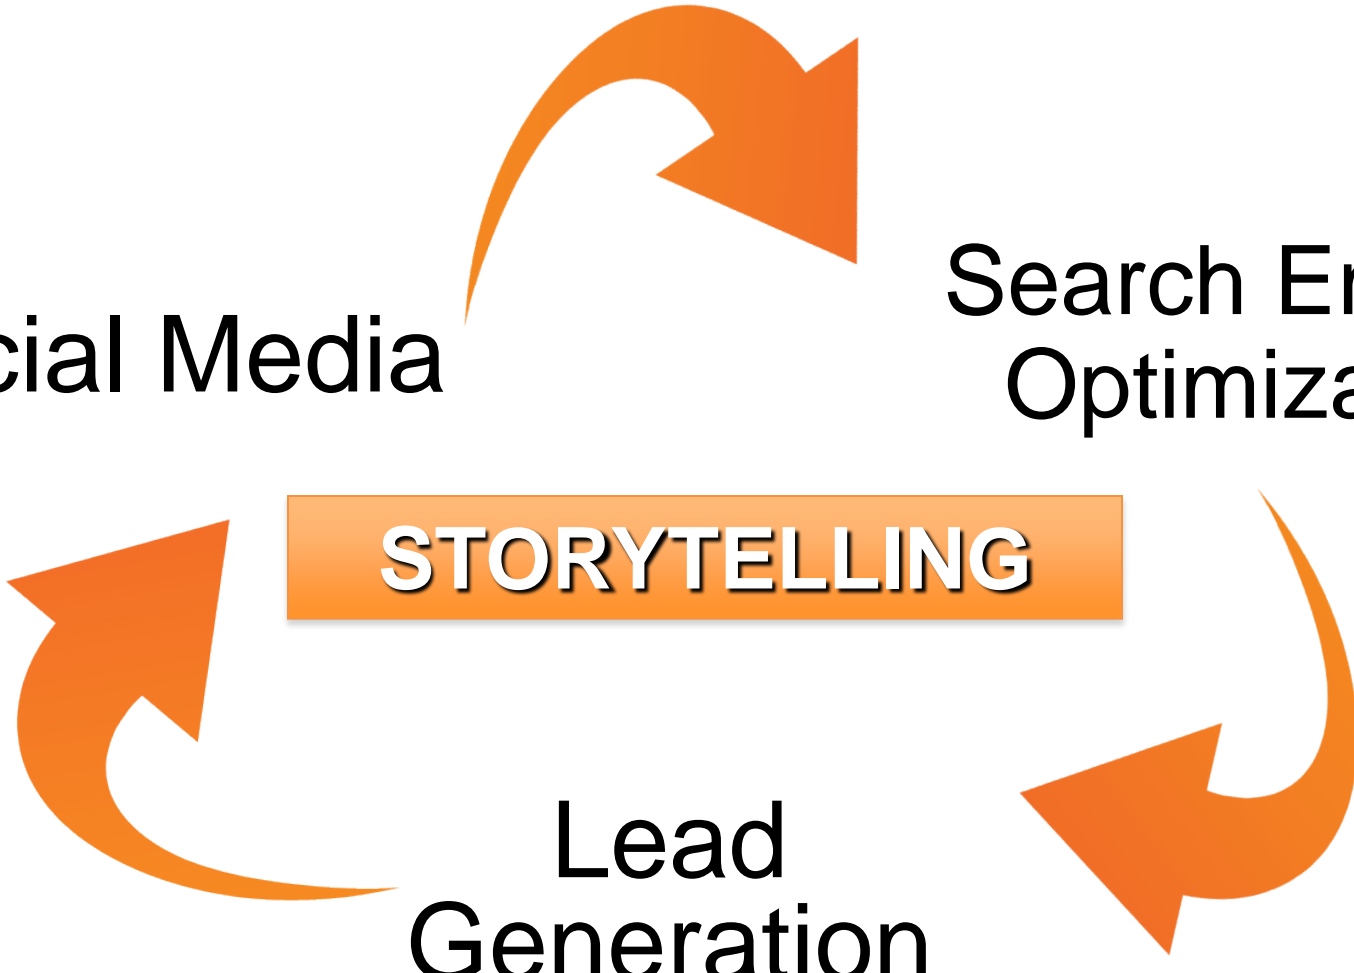 cial Media
Search En
Optimiza
STORYTELLING
Lead
Generation